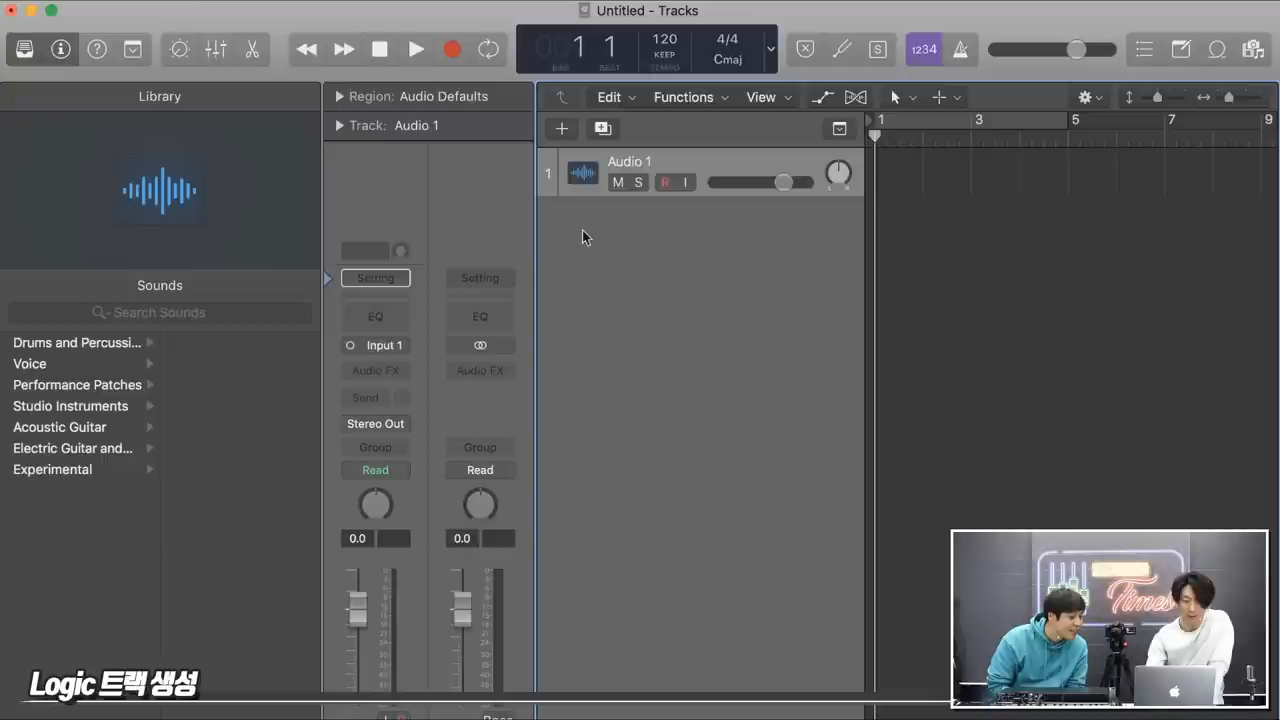 Untitled - Tracks
1 1
BAR BEAT
120
KEEP
TEMPO
4/4
Cmaj
1234
Library
Region: Audio Defaults
Track: Audio 1
Edit
Functions
View
1 3 5 7 9
1
Audio 1
M S R I
L R
Sounds
Search Sounds
Drums and Percussi...
Voice
Performance Patches
Studio Instruments
Acoustic Guitar
Electric Guitar and...
Experimental
Setting
Setting
EQ
EQ
Input 1
Audio FX
Audio FX
Send
Stereo Out
Group
Group
Read
Read
0.0
0.0
Times
Logic 트랙 생성